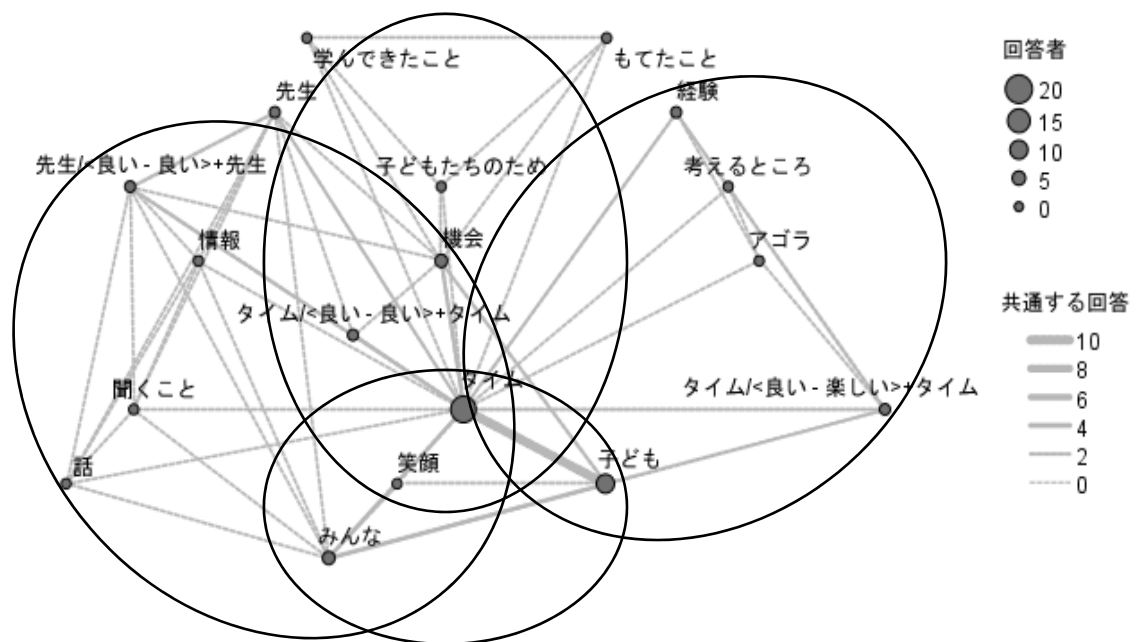 学んできたこと
もてたこと
先生
経験
先生/<良い - 良い>+先生
子どもたちのため
考えるところ
情報
機会
アゴラ
タイム/<良い - 良い>+タイム
タイム
聞くこと
タイム/<良い - 楽しい>+タイム
話
笑顔
子ども
みんな
回答者
20
15
10
5
0
共通する回答
10
8
6
4
2
0